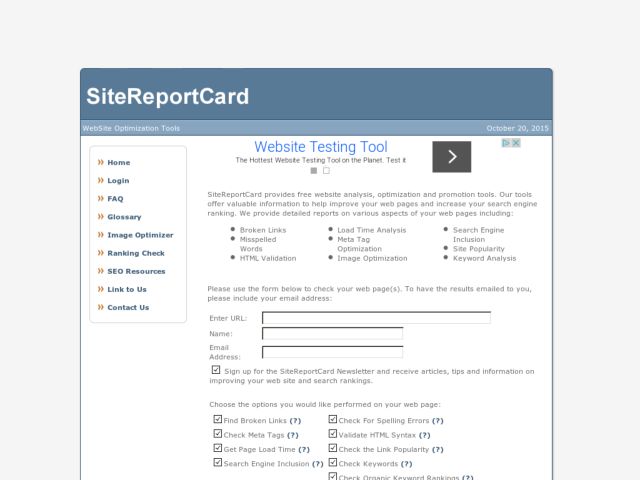 SiteReportCard
WebSite Optimization Tools
October 20, 2015
Home
Login
FAQ
Glossary
Image Optimizer
Ranking Check
SEO Resources
Link to Us
Contact Us
Website Testing Tool
The Hottest Website Testing Tool on the Planet. Test it
SiteReportCard provides free website analysis, optimization and promotion tools. Our tools
offer valuable information to help improve your web pages and increase your search engine
ranking. We provide detailed reports on various aspects of your web pages including:
Broken Links
Misspelled
Words
HTML Validation
Load Time Analysis
Meta Tag
Optimization
Image Optimization
Search Engine
Inclusion
Site Popularity
Keyword Analysis
Please use the form below to check your web page(s). To have the results emailed to you,
please include your email address:
Enter URL:
Name:
Email
Address:
Sign up for the SiteReportCard Newsletter and receive articles, tips and information on
improving your web site and search rankings.
Choose the options you would like performed on your web page:
Find Broken Links (?)
Check For Spelling Errors (?)
Check Meta Tags (?)
Validate HTML Syntax (?)
Get Page Load Time (?)
Check the Link Popularity (?)
Search Engine Inclusion (?)
Check Keywords (?)
Check Organic Keyword Rankings (?)